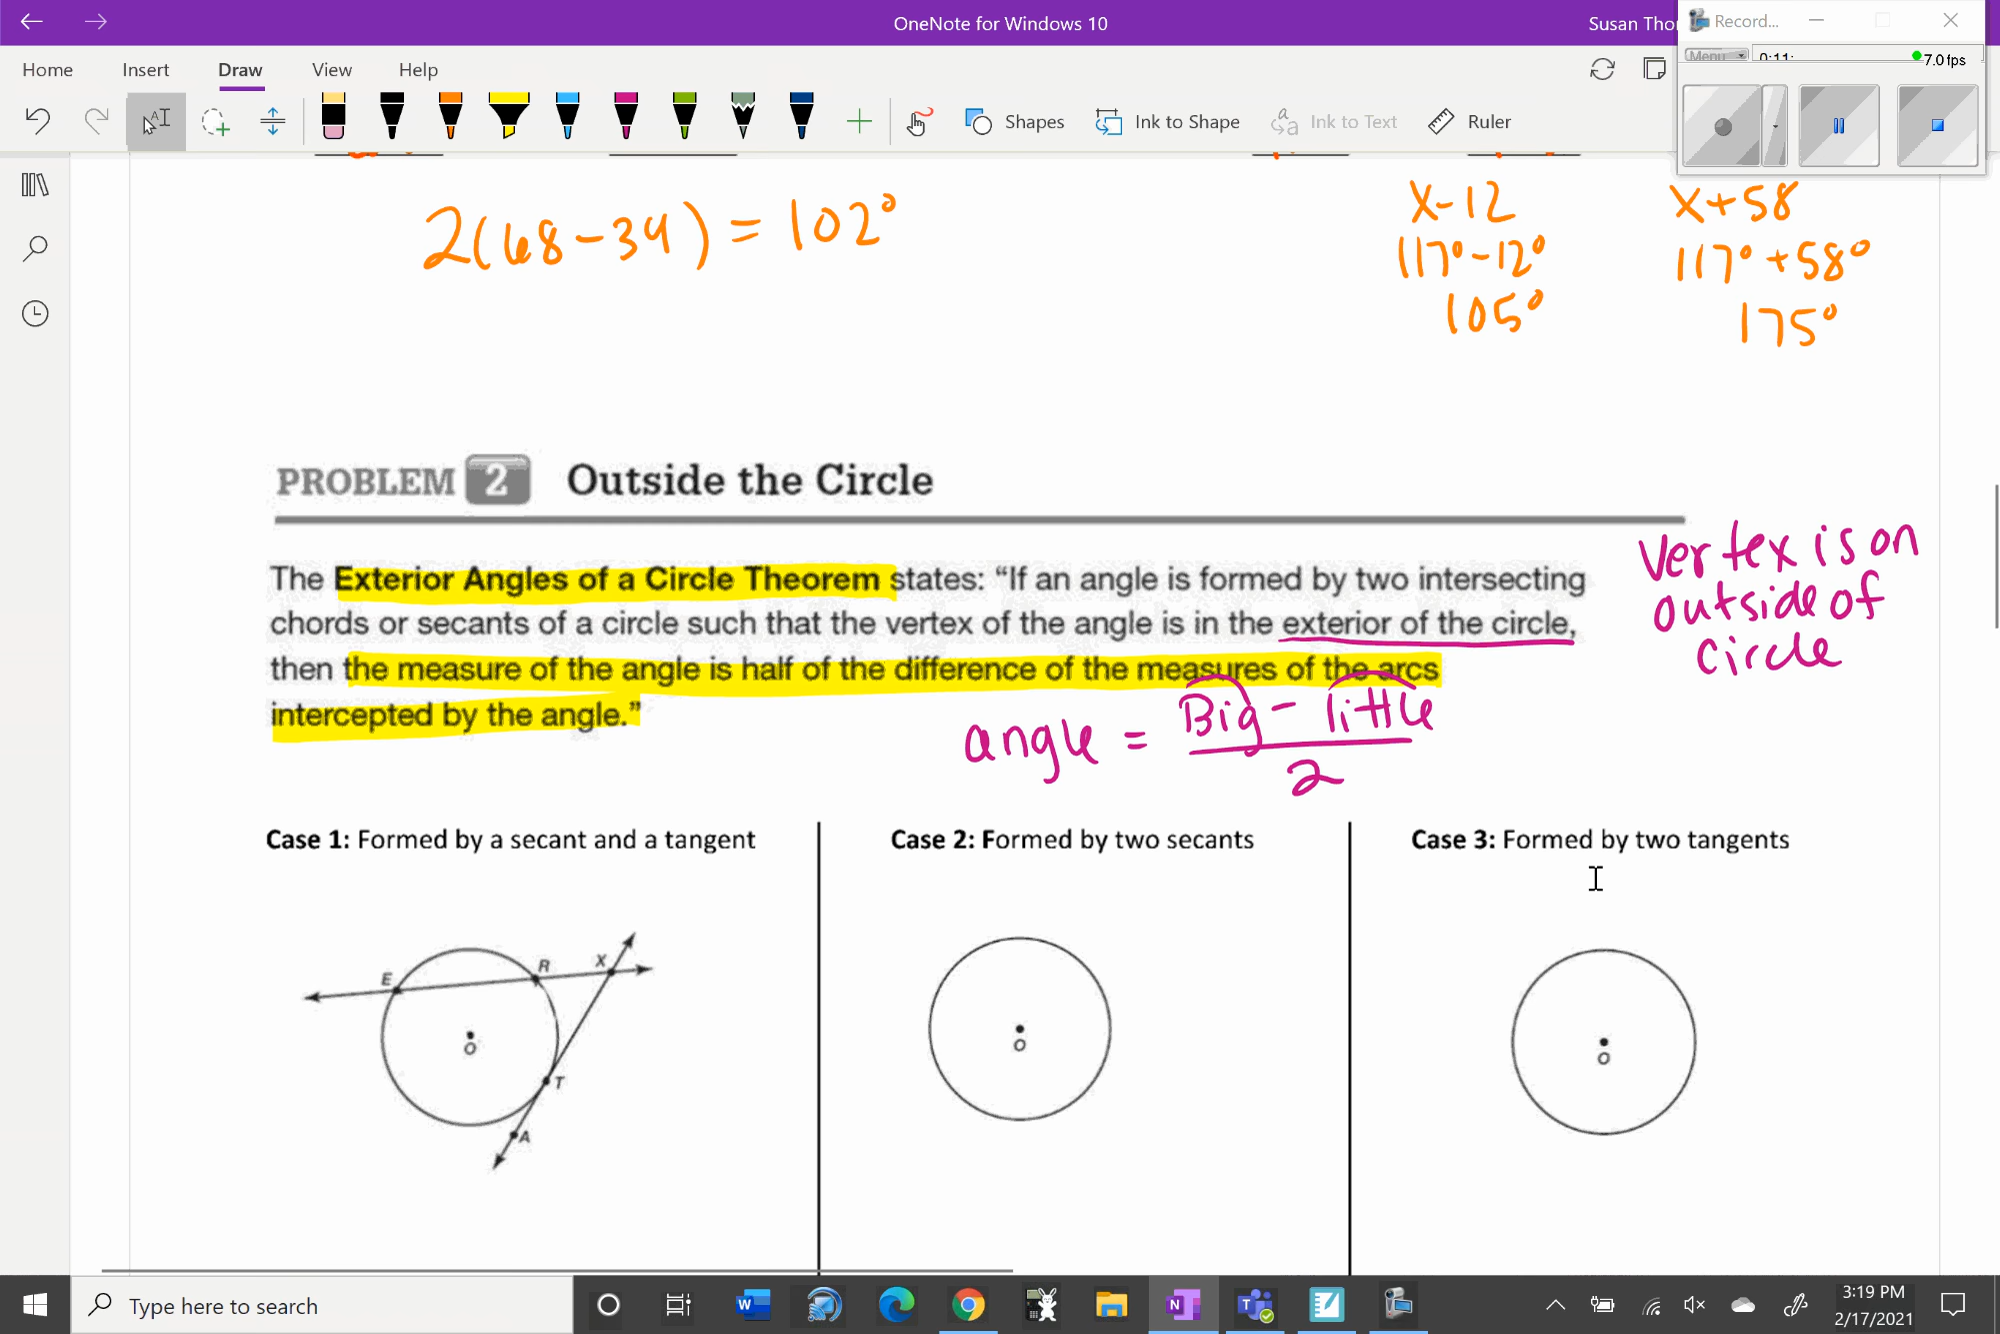 OneNote for Windows 10
Susan Thor
Record...
Menu
0:11:
7.0 fps
Home
Insert
Draw
View
Help
Shapes
Ink to Shape
Ink to Text
Ruler
2(68-34) = 102°
x-12
x+58
117°-12°
117°+58°
105°
175°
PROBLEM 2 Outside the Circle
The Exterior Angles of a Circle Theorem states: “If an angle is formed by two intersecting
chords or secants of a circle such that the vertex of the angle is in the exterior of the circle,
then the measure of the angle is half of the difference of the measures of the arcs
intercepted by the angle.”
Vertex is on
outside of
circle
angle = Big - little
2
Case 1: Formed by a secant and a tangent
Case 2: Formed by two secants
Case 3: Formed by two tangents
E
R
X
O
T
A
O
O
Type here to search
3:19 PM
2/17/2021